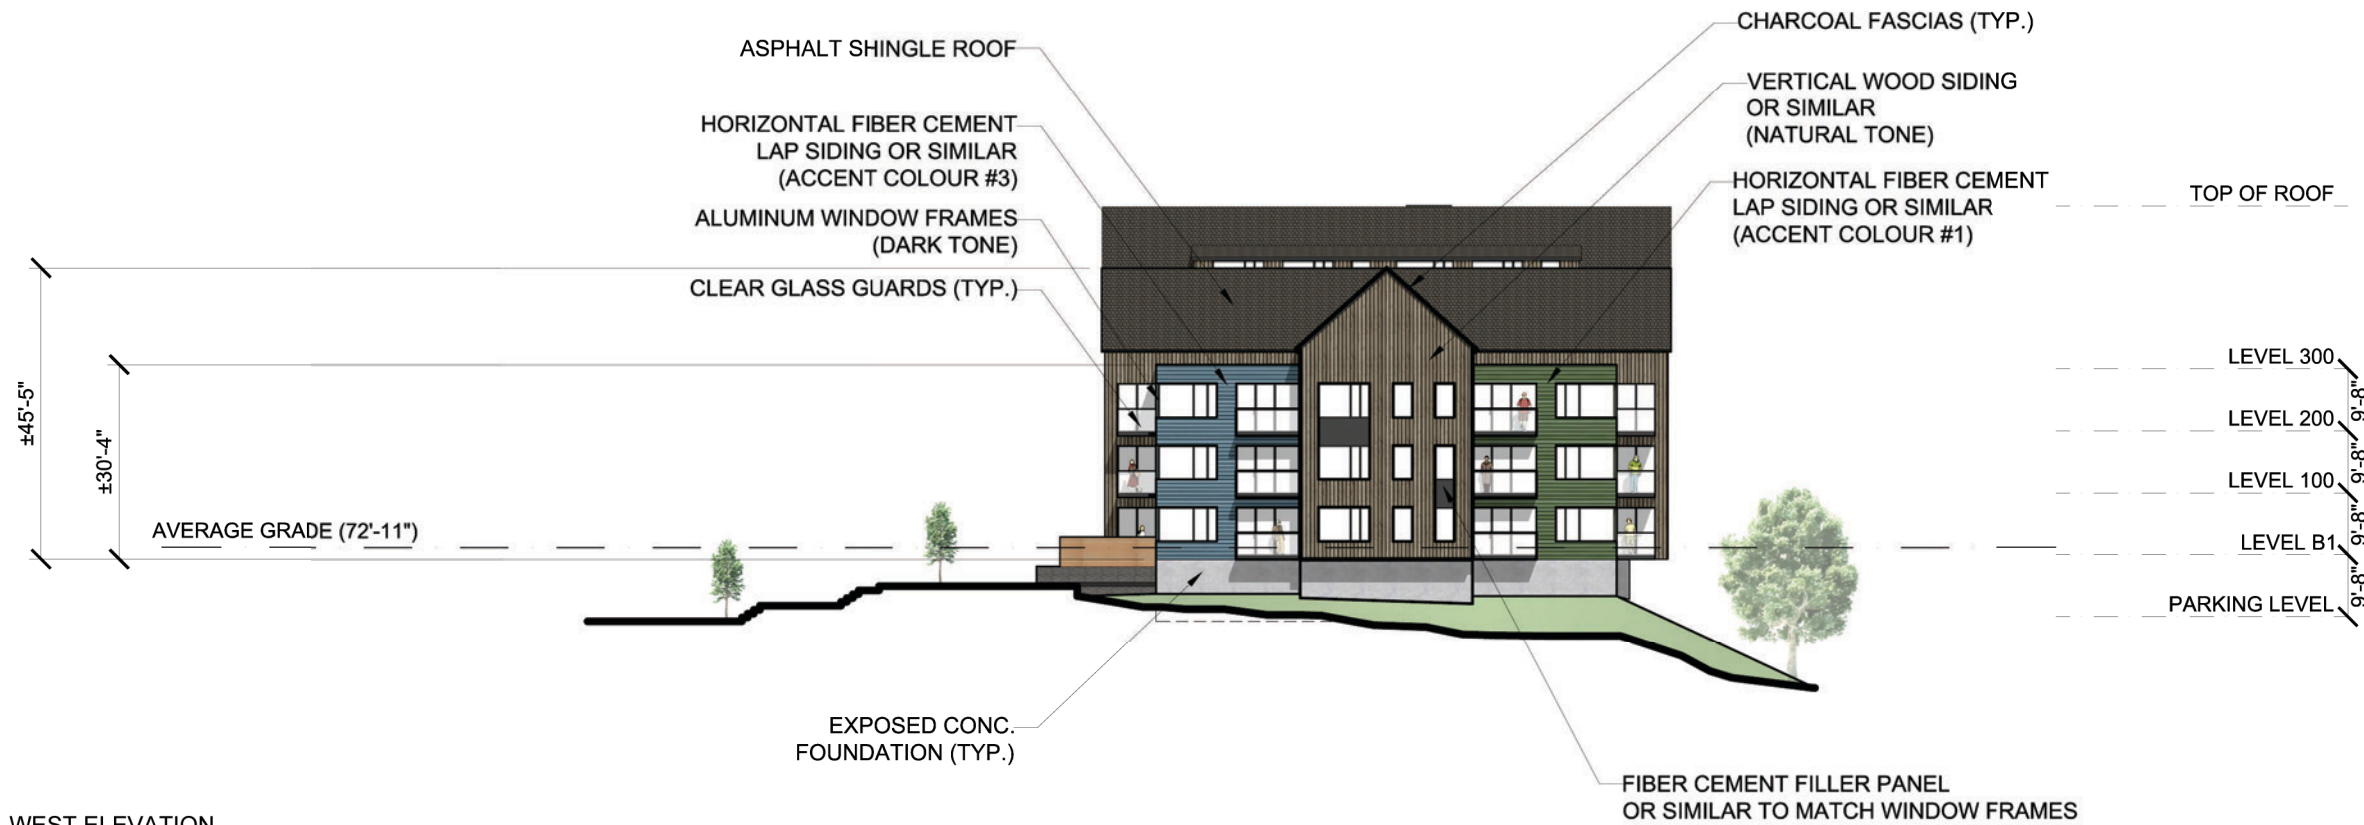 CHARCOAL FASCIAS (TYP.)
ASPHALT SHINGLE ROOF
VERTICAL WOOD SIDING
OR SIMILAR
(NATURAL TONE)
HORIZONTAL FIBER CEMENT
LAP SIDING OR SIMILAR
(ACCENT COLOUR #3)
HORIZONTAL FIBER CEMENT
LAP SIDING OR SIMILAR
(ACCENT COLOUR #1)
TOP OF ROOF
ALUMINUM WINDOW FRAMES
(DARK TONE)
CLEAR GLASS GUARDS (TYP.)
±45'-5"
±30'-4"
AVERAGE GRADE (72'-11")
LEVEL 300
9'-8"
LEVEL 200
9'-8"
LEVEL 100
9'-8"
LEVEL B1
9'-8"
PARKING LEVEL
EXPOSED CONC.
FOUNDATION (TYP.)
FIBER CEMENT FILLER PANEL
OR SIMILAR TO MATCH WINDOW FRAMES
WEST ELEVATION